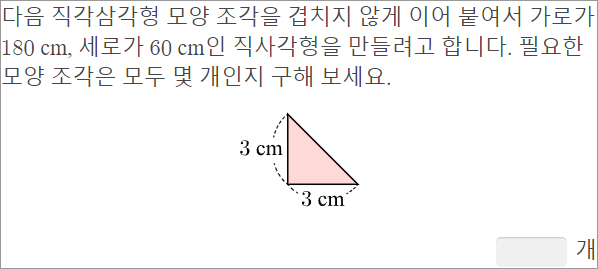 다음 직각삼각형 모양 조각을 겹치지 않게 이어 붙여서 가로가
180 cm, 세로가 60 cm인 직사각형을 만들려고 합니다. 필요한
모양 조각은 모두 몇 개인지 구해 보세요.
3 cm
3 cm
개